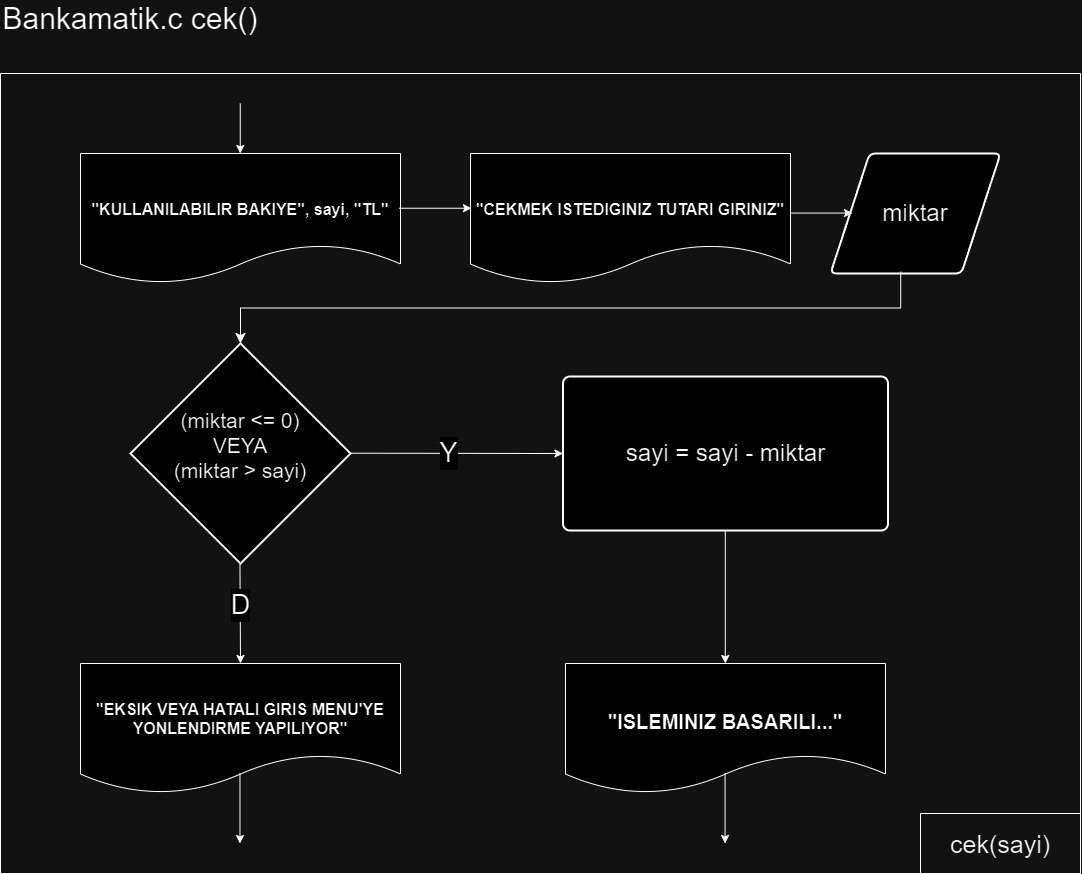 Bankamatik.c cek()
"KULLANILABILIR BAKIYE", sayi, "TL"
"CEKMEK ISTEDIGINIZ TUTARI GIRINIZ"
miktar
(miktar <= 0)
VEYA
(miktar > sayi)
Y
sayi = sayi - miktar
D
"EKSIK VEYA HATALI GIRIS MENU'YE
YONLENDIRME YAPILIYOR"
"ISLEMINIZ BASARILI..."
cek(sayi)